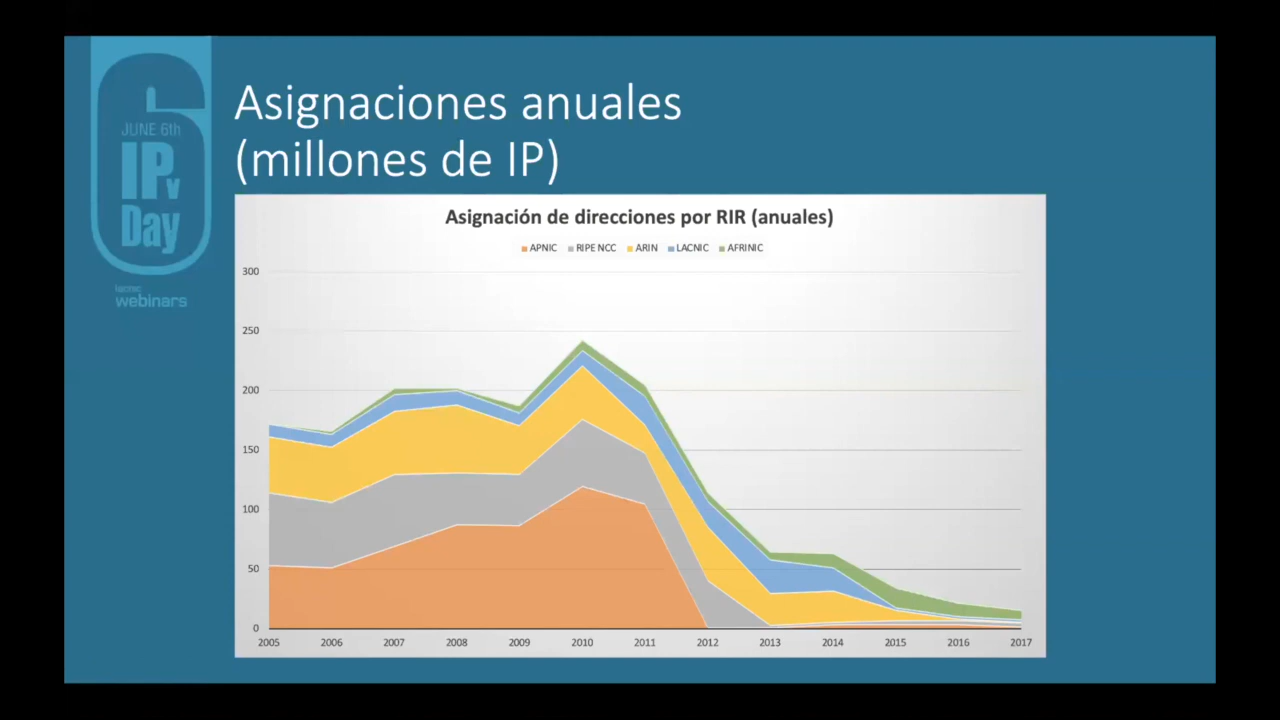 JUNE 6th
IPv
Day
lacnic
webinars
Asignaciones anuales
(millones de IP)
Asignación de direcciones por RIR (anuales)
APNIC RIPE NCC ARIN LACNIC AFRINIC
300
250
200
150
100
50
0
2005 2006 2007 2008 2009 2010 2011 2012 2013 2014 2015 2016 2017